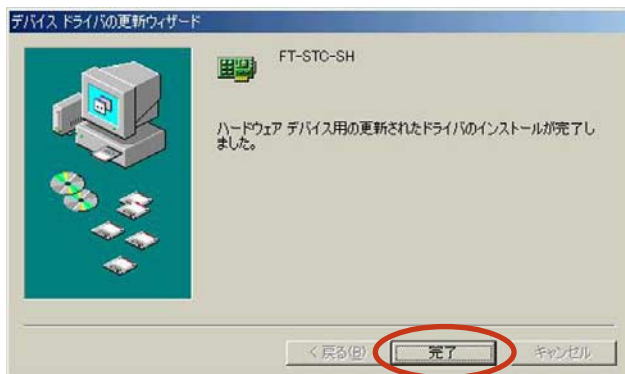 デバイス ドライバの更新ウィザード
FT-STC-SH
ハードウェア デバイス用の更新されたドライバのインストールが完了し
ました。
< 戻る(B)
完了
キャンセル